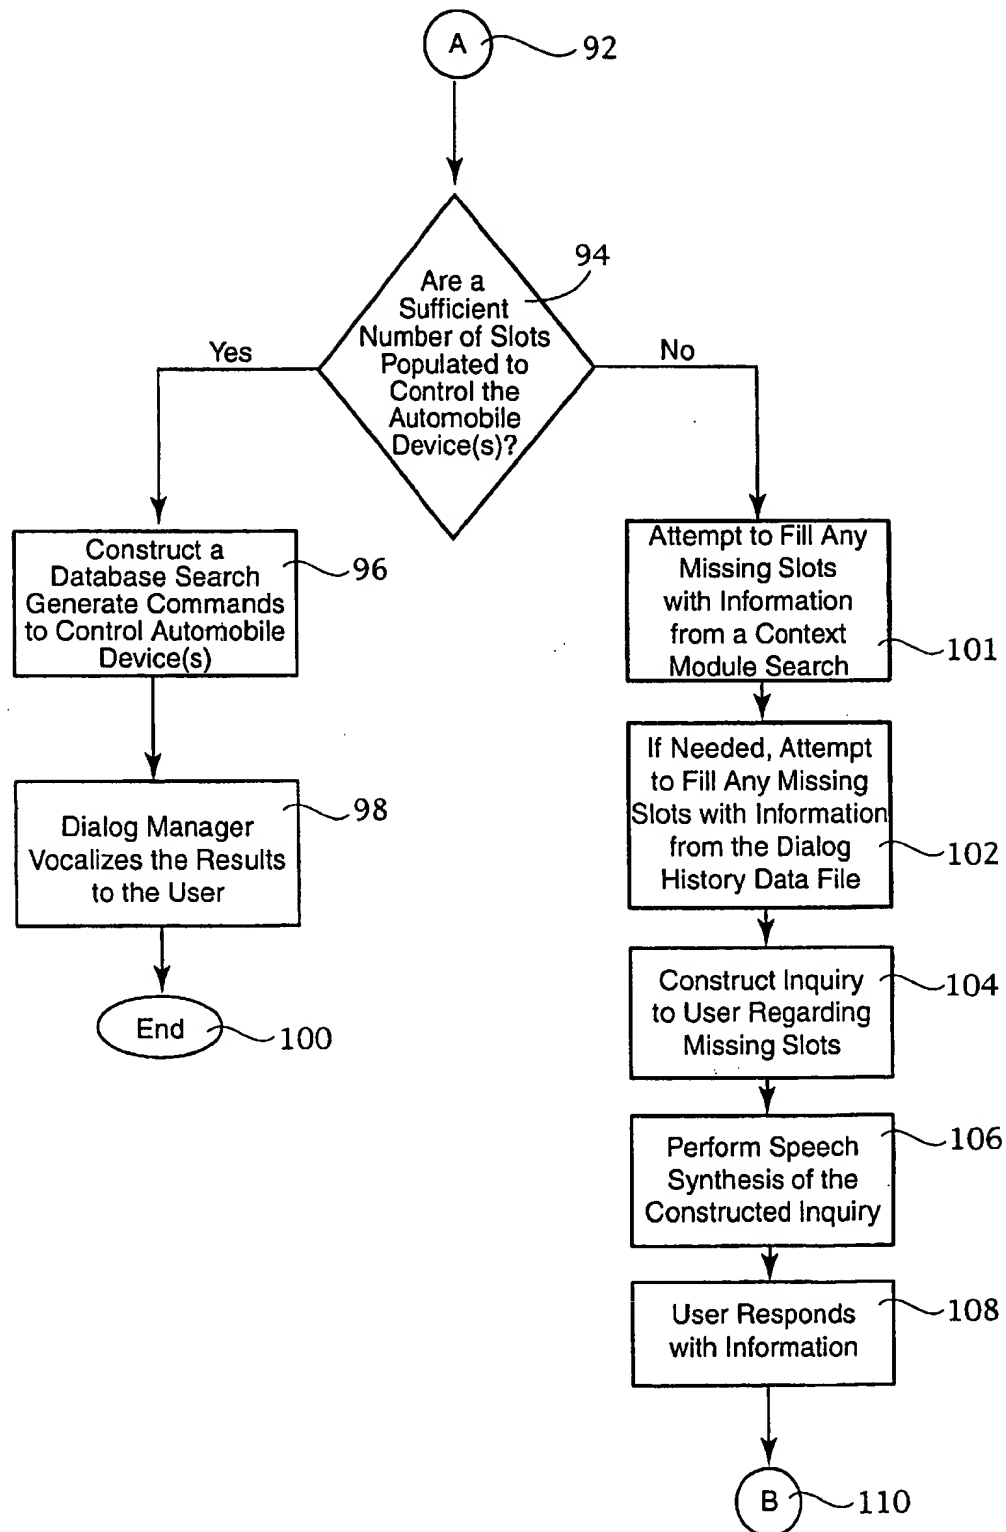 A
92
Are a
Sufficient
Number of Slots
Populated to
Control the
Automobile
Device(s)?
94
Yes
No
Construct a
Database Search
Generate Commands
to Control Automobile
Device(s)
96
Dialog Manager
Vocalizes the Results
to the User
98
End
100
Attempt to Fill Any
Missing Slots
with Information
from a Context
Module Search
101
If Needed, Attempt
to Fill Any Missing
Slots with Information
from the Dialog
History Data File
102
Construct Inquiry
to User Regarding
Missing Slots
104
Perform Speech
Synthesis of the
Constructed Inquiry
106
User Responds
with Information
108
B
110